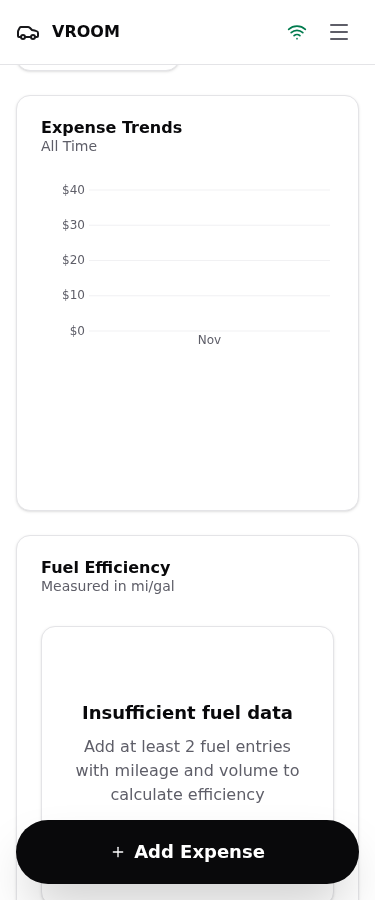 VROOM
Expense Trends
All Time
$40
$30
$20
$10
$0
Nov
Fuel Efficiency
Measured in mi/gal
Insufficient fuel data
Add at least 2 fuel entries
with mileage and volume to
calculate efficiency
+ Add Expense